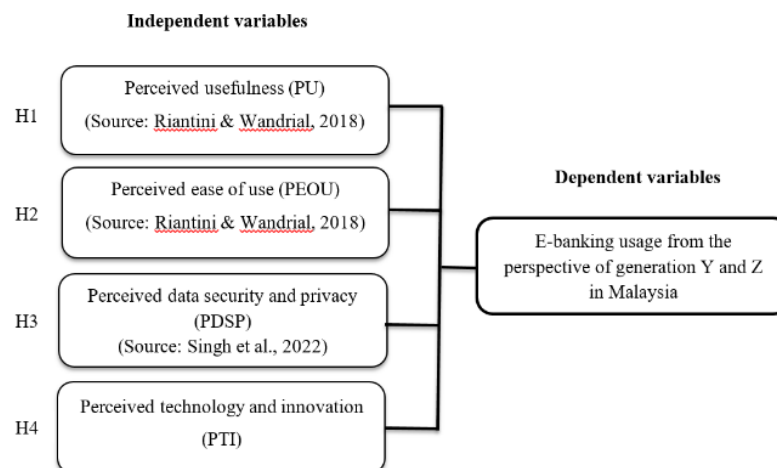 Independent variables
H1
Perceived usefulness (PU)
(Source: Riantini & Wandrial, 2018)
H2
Perceived ease of use (PEOU)
(Source: Riantini & Wandrial, 2018)
H3
Perceived data security and privacy
(PDSP)
(Source: Singh et al., 2022)
H4
Perceived technology and innovation
(PTI)
Dependent variables
E-banking usage from the
perspective of generation Y and Z
in Malaysia